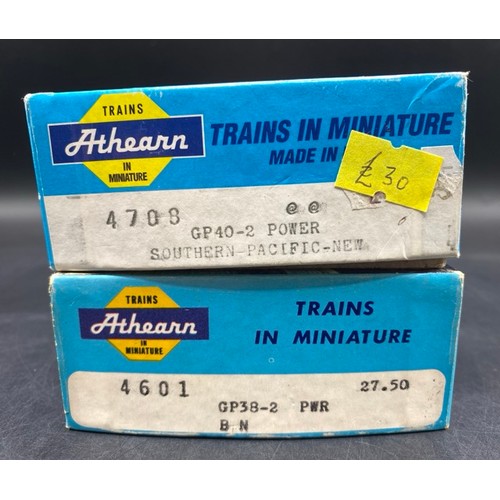 TRAINS
Athearn
IN
MINIATURE
TRAINS IN MINIATURE
MADE IN
£30
4708 @ @
GP40-2 POWER
SOUTHERN PACIFIC-NEW
TRAINS
Athearn
IN
MINIATURE
TRAINS
IN MINIATURE
4601 27.50
GP38-2 PWR
B N